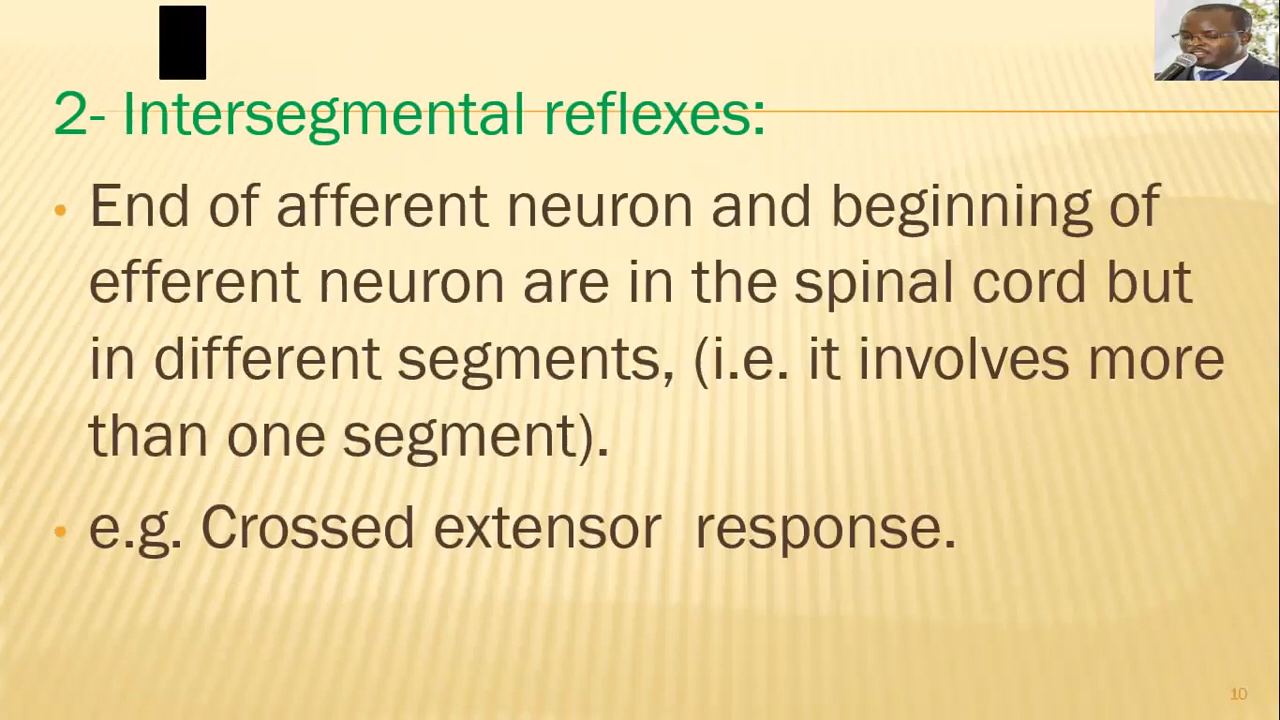 2- Intersegmental reflexes:
• End of afferent neuron and beginning of
efferent neuron are in the spinal cord but
in different segments, (i.e. it involves more
than one segment).
• e.g. Crossed extensor  response.
10